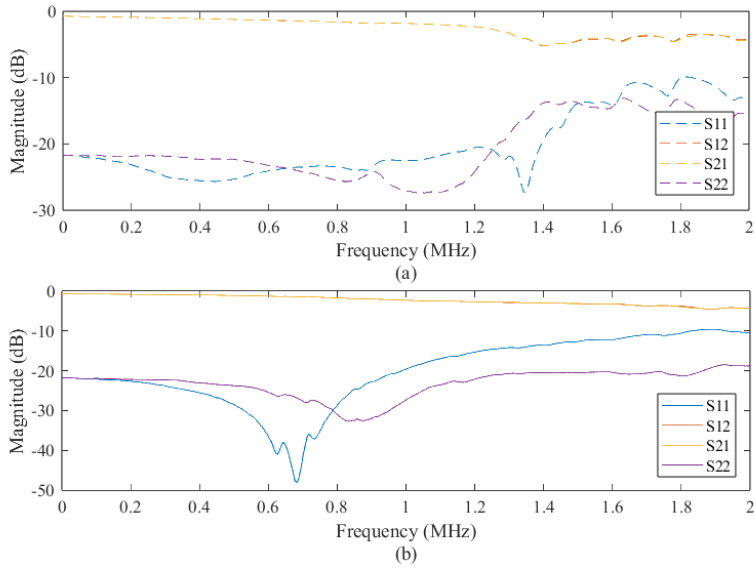 0
-10
-20
-30
Magnitude (dB)
S11
S12
S21
S22
0 0.2 0.4 0.6 0.8 1 1.2 1.4 1.6 1.8 2
Frequency (MHz)
(a)
0
-10
-20
-30
-40
-50
Magnitude (dB)
S11
S12
S21
S22
0 0.2 0.4 0.6 0.8 1 1.2 1.4 1.6 1.8 2
Frequency (MHz)
(b)